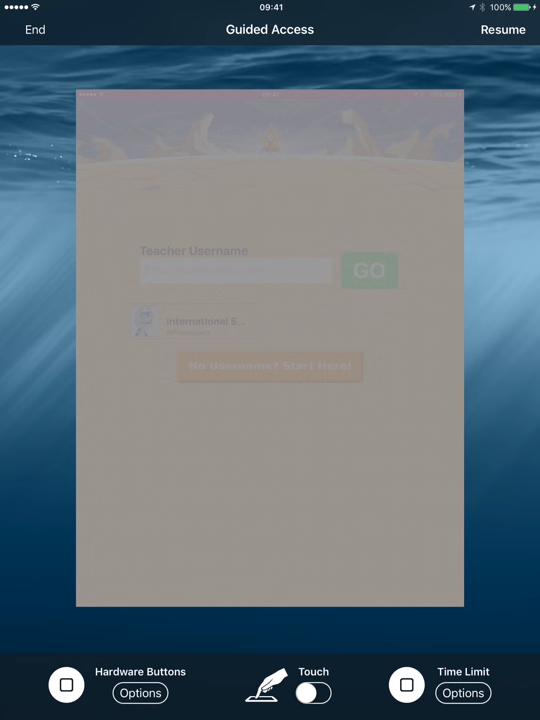 09:41
100%
End
Guided Access
Resume
Teacher Username
GO
International S...
No Username? Start Here!
Hardware Buttons
Options
Touch
Time Limit
Options